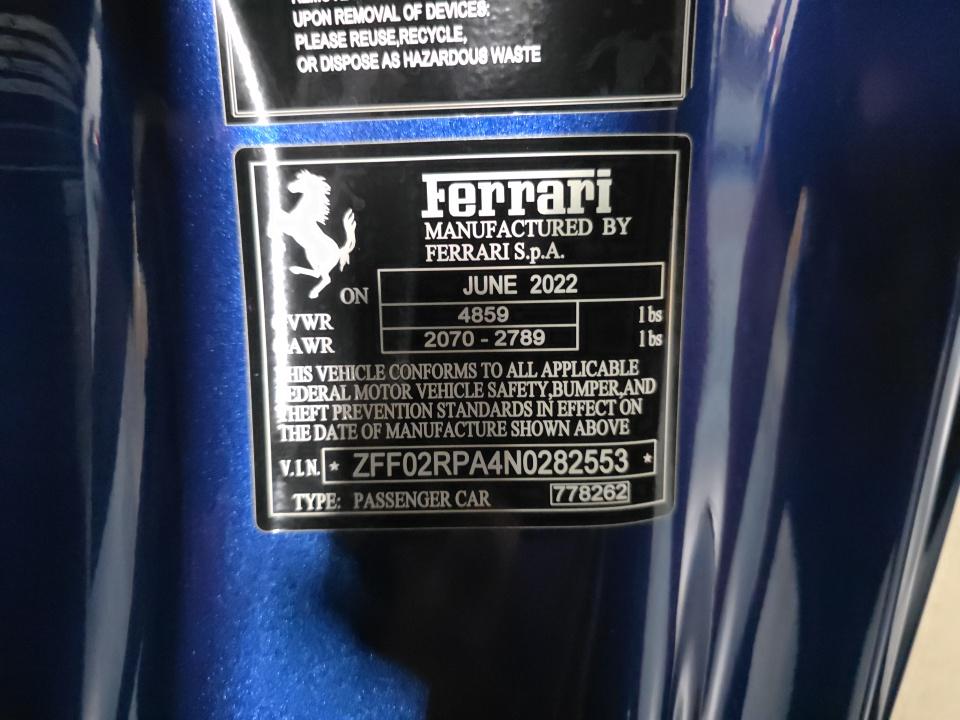 UPON REMOVAL OF DEVICES:
PLEASE REUSE,RECYCLE,
OR DISPOSE AS HAZARDOUS WASTE
Ferrari
MANUFACTURED BY
FERRARI S.p.A.
ON JUNE 2022
GVWR 4859 lbs
GAWR 2070 - 2789 lbs
THIS VEHICLE CONFORMS TO ALL APPLICABLE
FEDERAL MOTOR VEHICLE SAFETY,BUMPER,AND
THEFT PREVENTION STANDARDS IN EFFECT ON
THE DATE OF MANUFACTURE SHOWN ABOVE
V.I.N. * ZFF02RPA4N0282553 *
TYPE: PASSENGER CAR 778262